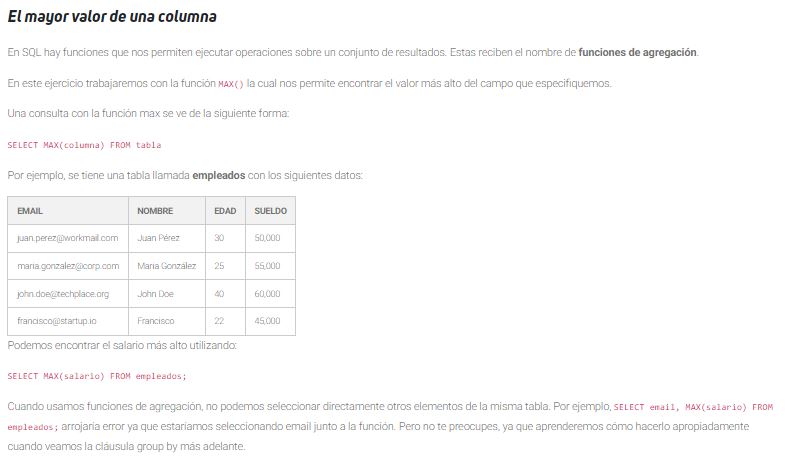 El mayor valor de una columna
En SQL hay funciones que nos permiten ejecutar operaciones sobre un conjunto de resultados. Estas reciben el nombre de funciones de agregación.
En este ejercicio trabajaremos con la función MAX() la cual nos permite encontrar el valor más alto del campo que especifiquemos.
Una consulta con la función max se ve de la siguiente forma:
SELECT MAX(columna) FROM tabla
Por ejemplo, se tiene una tabla llamada empleados con los siguientes datos:
EMAIL NOMBRE EDAD SUELDO
juan.perez@workmail.com Juan Pérez 30 50,000
maria.gonzalez@corp.com Maria González 25 55,000
john.doe@techplace.org John Doe 40 60,000
francisco@startup.io Francisco 22 45,000
Podemos encontrar el salario más alto utilizando:
SELECT MAX(salario) FROM empleados;
Cuando usamos funciones de agregación, no podemos seleccionar directamente otros elementos de la misma tabla. Por ejemplo, SELECT email, MAX(salario) FROM
empleados; arrojaría error ya que estaríamos seleccionando email junto a la función. Pero no te preocupes, ya que aprenderemos cómo hacerlo apropiadamente
cuando veamos la cláusula group by más adelante.